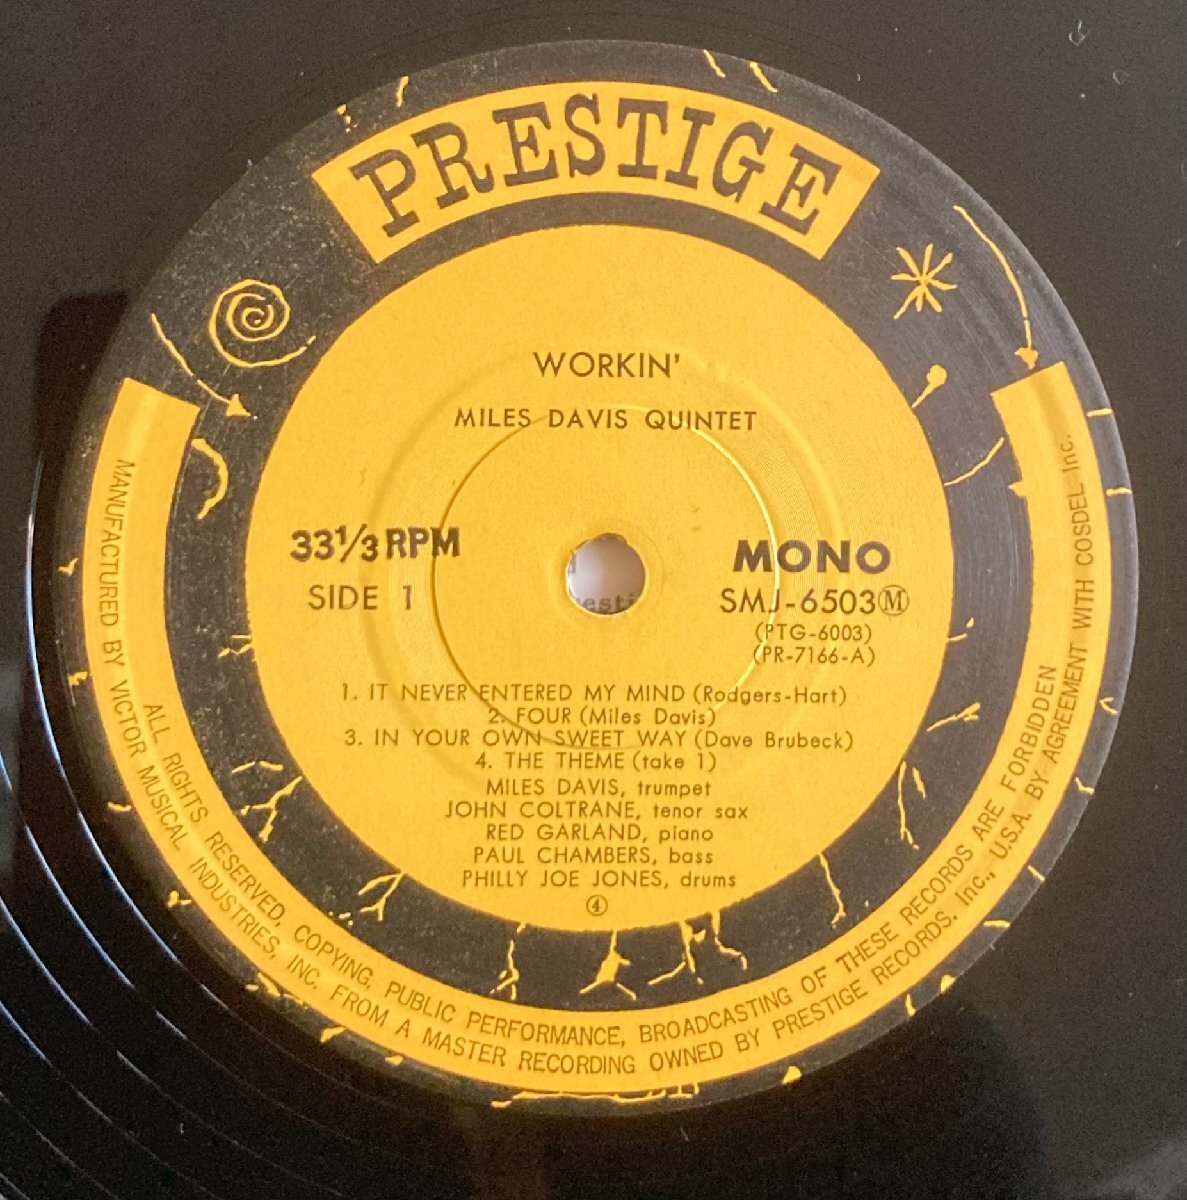 PRESTIGE
WORKIN'
MILES DAVIS QUINTET
33⅓ RPM
SIDE 1
MONO
SMJ-6503Ⓜ
(PTG-6003)
(PR-7166-A)
1. IT NEVER ENTERED MY MIND (Rodgers-Hart)
2. FOUR (Miles Davis)
3. IN YOUR OWN SWEET WAY (Dave Brubeck)
4. THE THEME (take 1)
MILES DAVIS, trumpet
JOHN COLTRANE, tenor sax
RED GARLAND, piano
PAUL CHAMBERS, bass
PHILLY JOE JONES, drums
④
ALL RIGHTS RESERVED. COPYING, PUBLIC PERFORMANCE, BROADCASTING OF THESE RECORDS ARE FORBIDDEN
MANUFACTURED BY VICTOR MUSICAL INDUSTRIES, INC. FROM A MASTER RECORDING OWNED BY PRESTIGE RECORDS. Inc., U.S.A. BY AGREEMENT WITH COSDEL Inc.